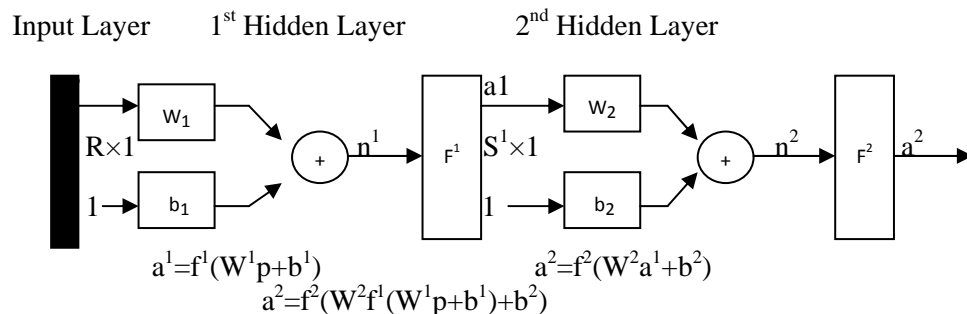 Input Layer 1st Hidden Layer 2nd Hidden Layer
W1 a1 W2
R×1 + n¹ F¹ S¹×1 + n² F² a²
1 b1 1 b2
a¹=f¹(W¹p+b¹) a²=f²(W²a¹+b²)
a²=f²(W²f¹(W¹p+b¹)+b²)